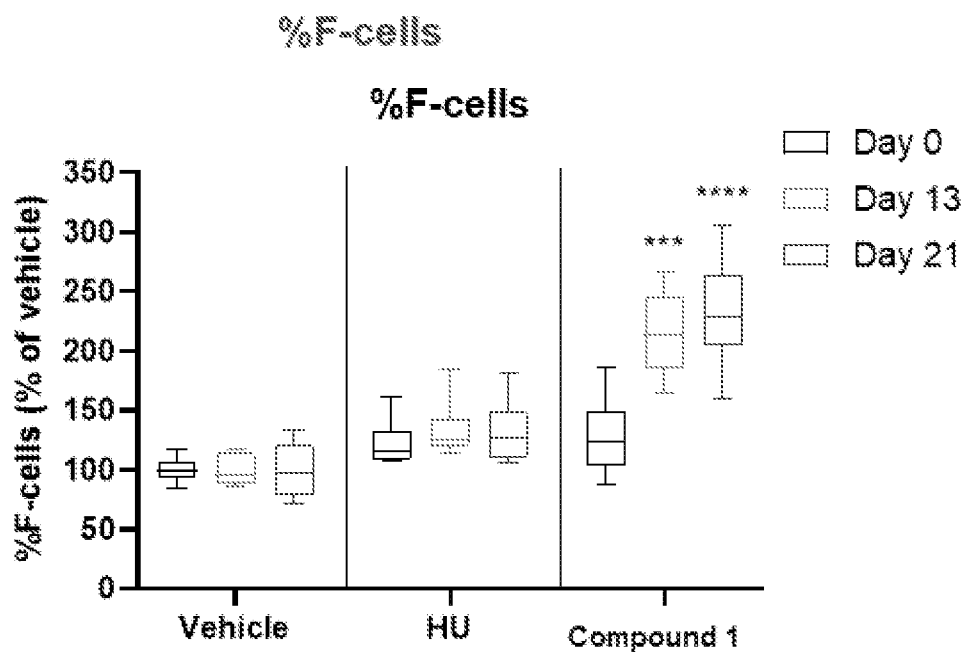 %F-cells
%F-cells
Day 0
Day 13
Day 21
%F-cells (% of vehicle)
350
300
250
200
150
100
50
0
***
****
Vehicle
HU
Compound 1